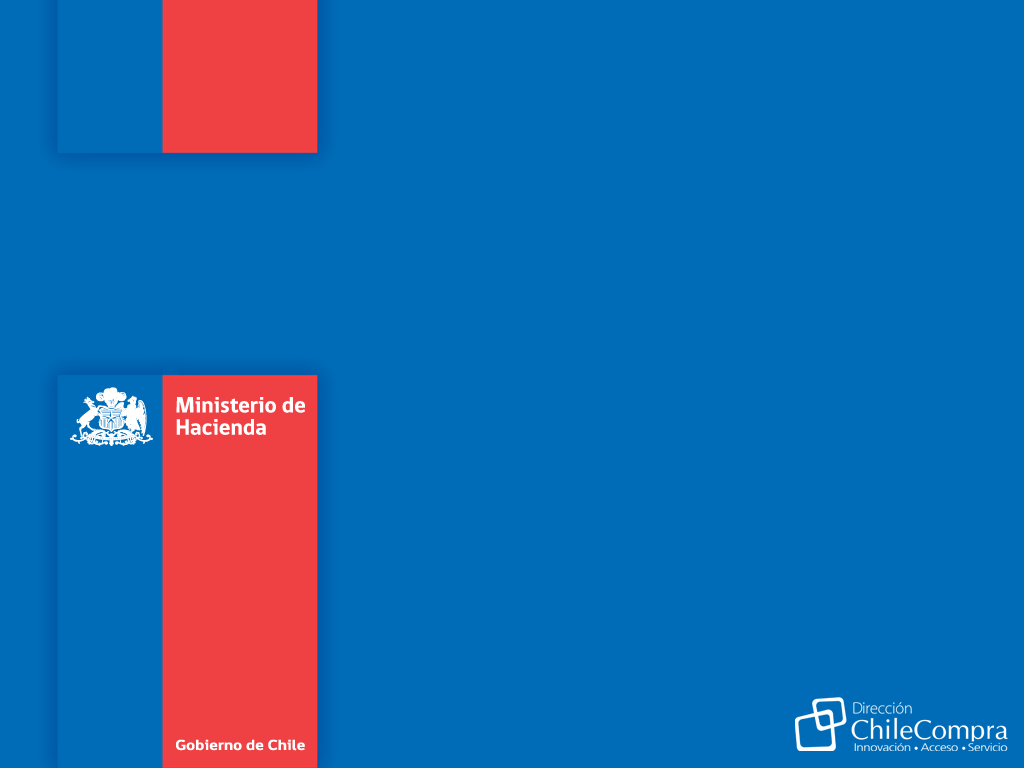 Ministerio de
Hacienda
Gobierno de Chile
Dirección
ChileCompra
Innovación • Acceso • Servicio